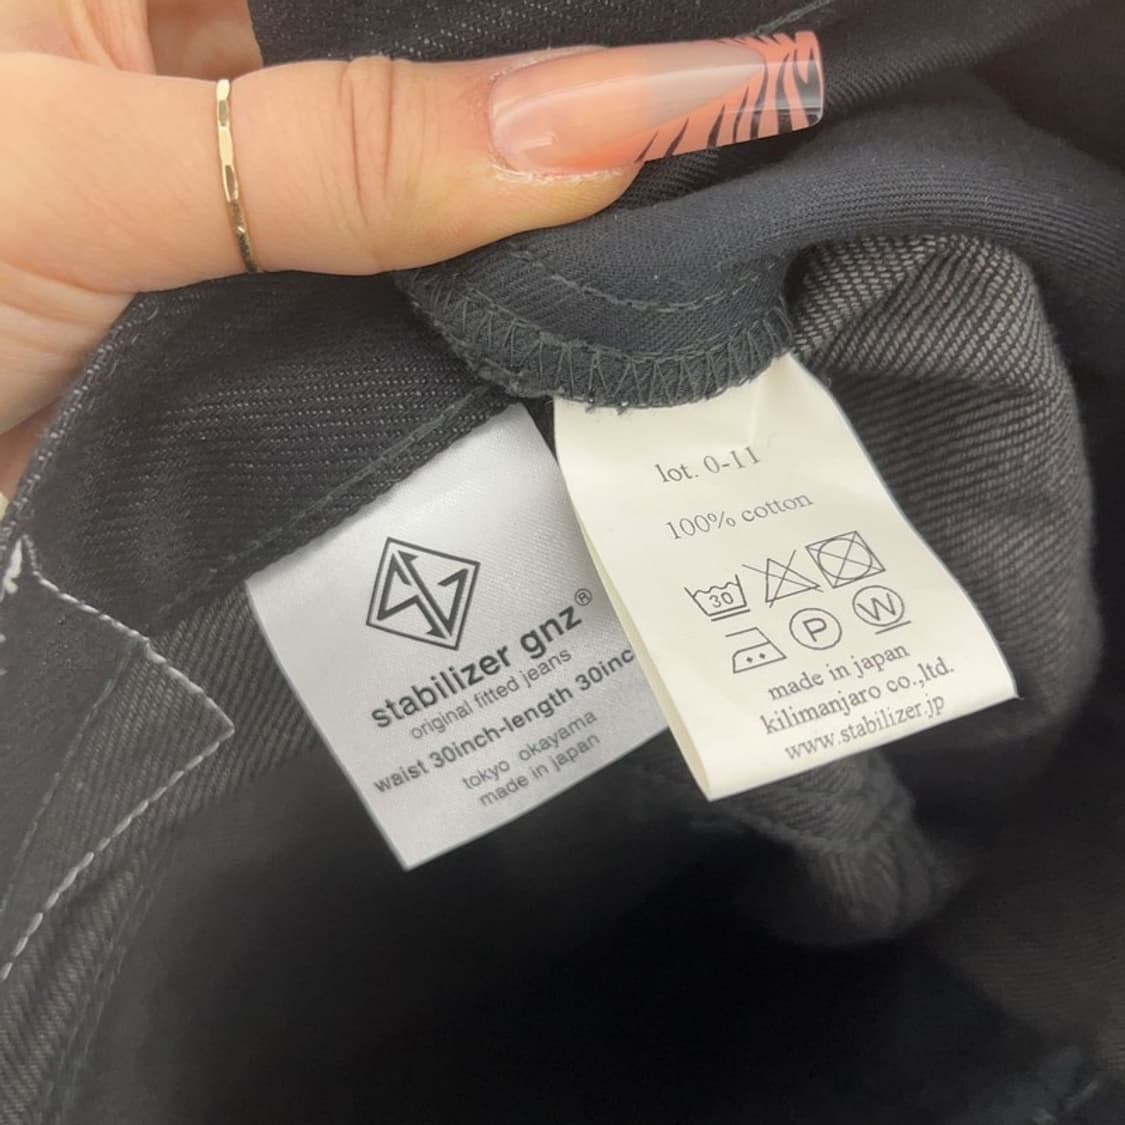 stabilizer gnz®
original fitted jeans
waist 30inch-length 30inc
tokyo okayama
made in japan
lot. 0-11
100% cotton
30
P W
made in japan
kilimanjaro co.,ltd.
www.stabilizer.jp